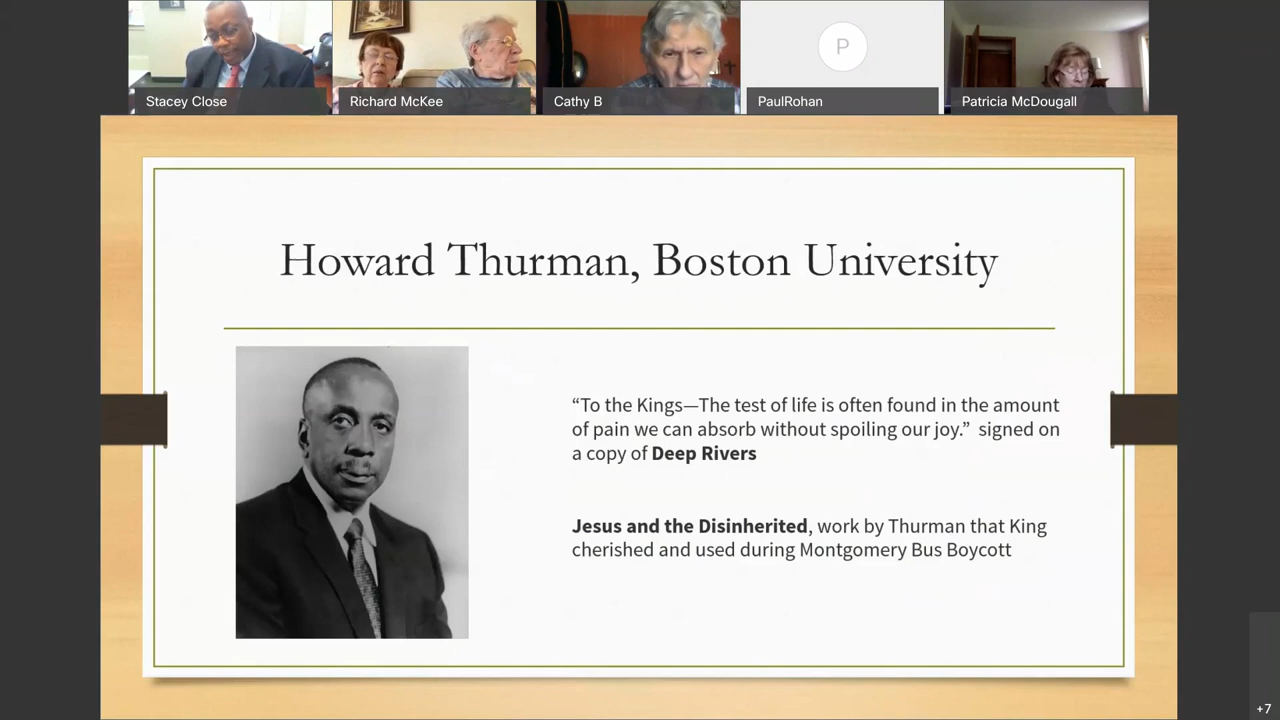 Stacey Close
Richard McKee
Cathy B
P
PaulRohan
Patricia McDougall
Howard Thurman, Boston University
“To the Kings—The test of life is often found in the amount
of pain we can absorb without spoiling our joy.”  signed on
a copy of Deep Rivers
Jesus and the Disinherited, work by Thurman that King
cherished and used during Montgomery Bus Boycott
+7